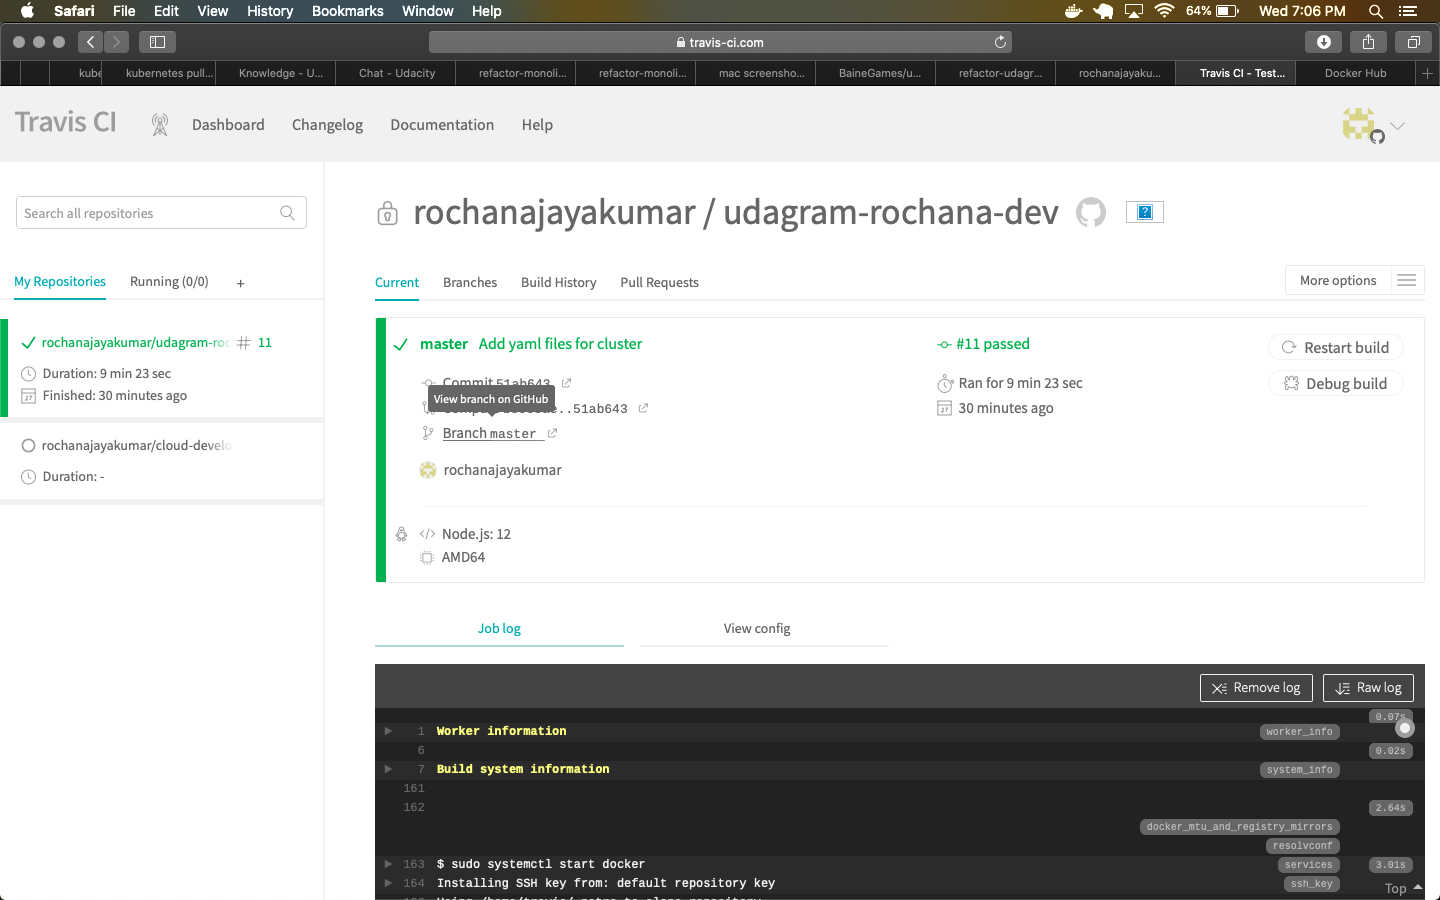 Safari File Edit View History Bookmarks Window Help 64% Wed 7:06 PM
travis-ci.com
kube kubernetes pull... Knowledge - U... Chat - Udacity refactor-monoli... refactor-monoli... mac screensho... BaineGames/u... refactor-udagr... rochanajayaku... Travis CI - Test... Docker Hub +
Travis CI Dashboard Changelog Documentation Help
Search all repositories
rochanajayakumar / udagram-rochana-dev
?
My Repositories Running (0/0) +
Current Branches Build History Pull Requests
More options
rochanajayakumar/udagram-roc # 11
Duration: 9 min 23 sec
Finished: 30 minutes ago
rochanajayakumar/cloud-develo
Duration: -
master Add yaml files for cluster
#11 passed
Restart build
Commit 51ab643
Ran for 9 min 23 sec
Debug build
View branch on GitHub
..51ab643
30 minutes ago
Branch master
rochanajayakumar
</> Node.js: 12
AMD64
Job log View config
Remove log Raw log
0.07s
1 Worker information worker_info
6 0.02s
7 Build system information system_info
161
162 2.64s
docker_mtu_and_registry_mirrors
resolvconf
163 $ sudo systemctl start docker services 3.01s
164 Installing SSH key from: default repository key ssh_key
Top